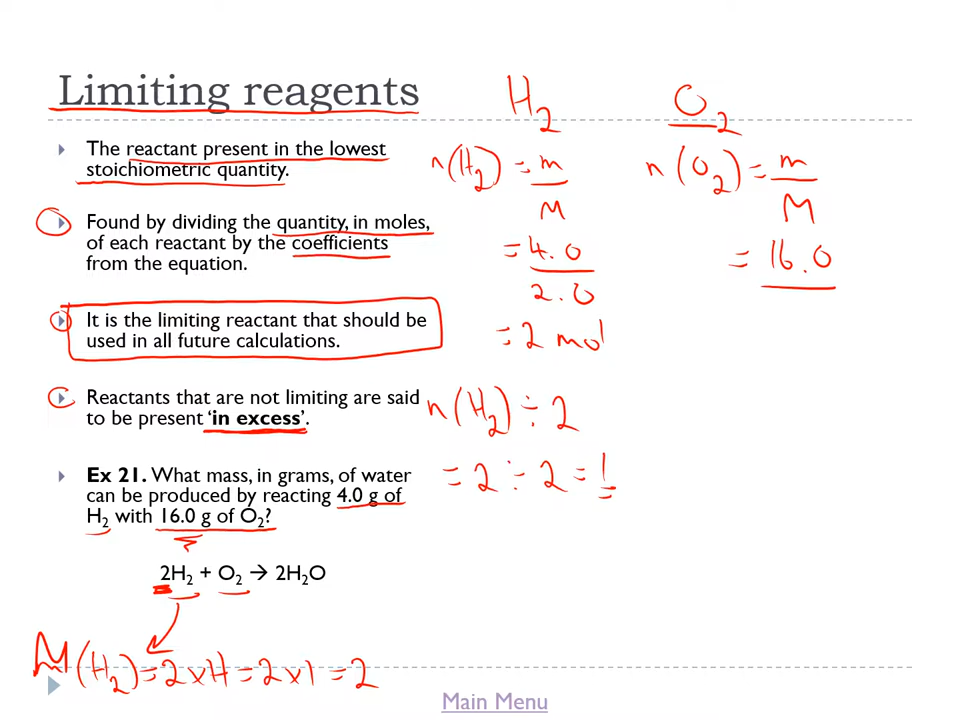 Limiting reagents
The reactant present in the lowest
stoichiometric quantity.
Found by dividing the quantity, in moles,
of each reactant by the coefficients
from the equation.
It is the limiting reactant that should be
used in all future calculations.
Reactants that are not limiting are said
to be present ‘in excess’.
Ex 21. What mass, in grams, of water
can be produced by reacting 4.0 g of
H₂ with 16.0 g of O₂?
2H₂ + O₂ → 2H₂O
M(H₂) = 2 × H = 2 × 1 = 2
H₂
n(H₂) = m
M
= 4.0
2.0
= 2 mol
n(H₂) ÷ 2
= 2 ÷ 2 = 1
O₂
n(O₂) = m
M
= 16.0
Main Menu